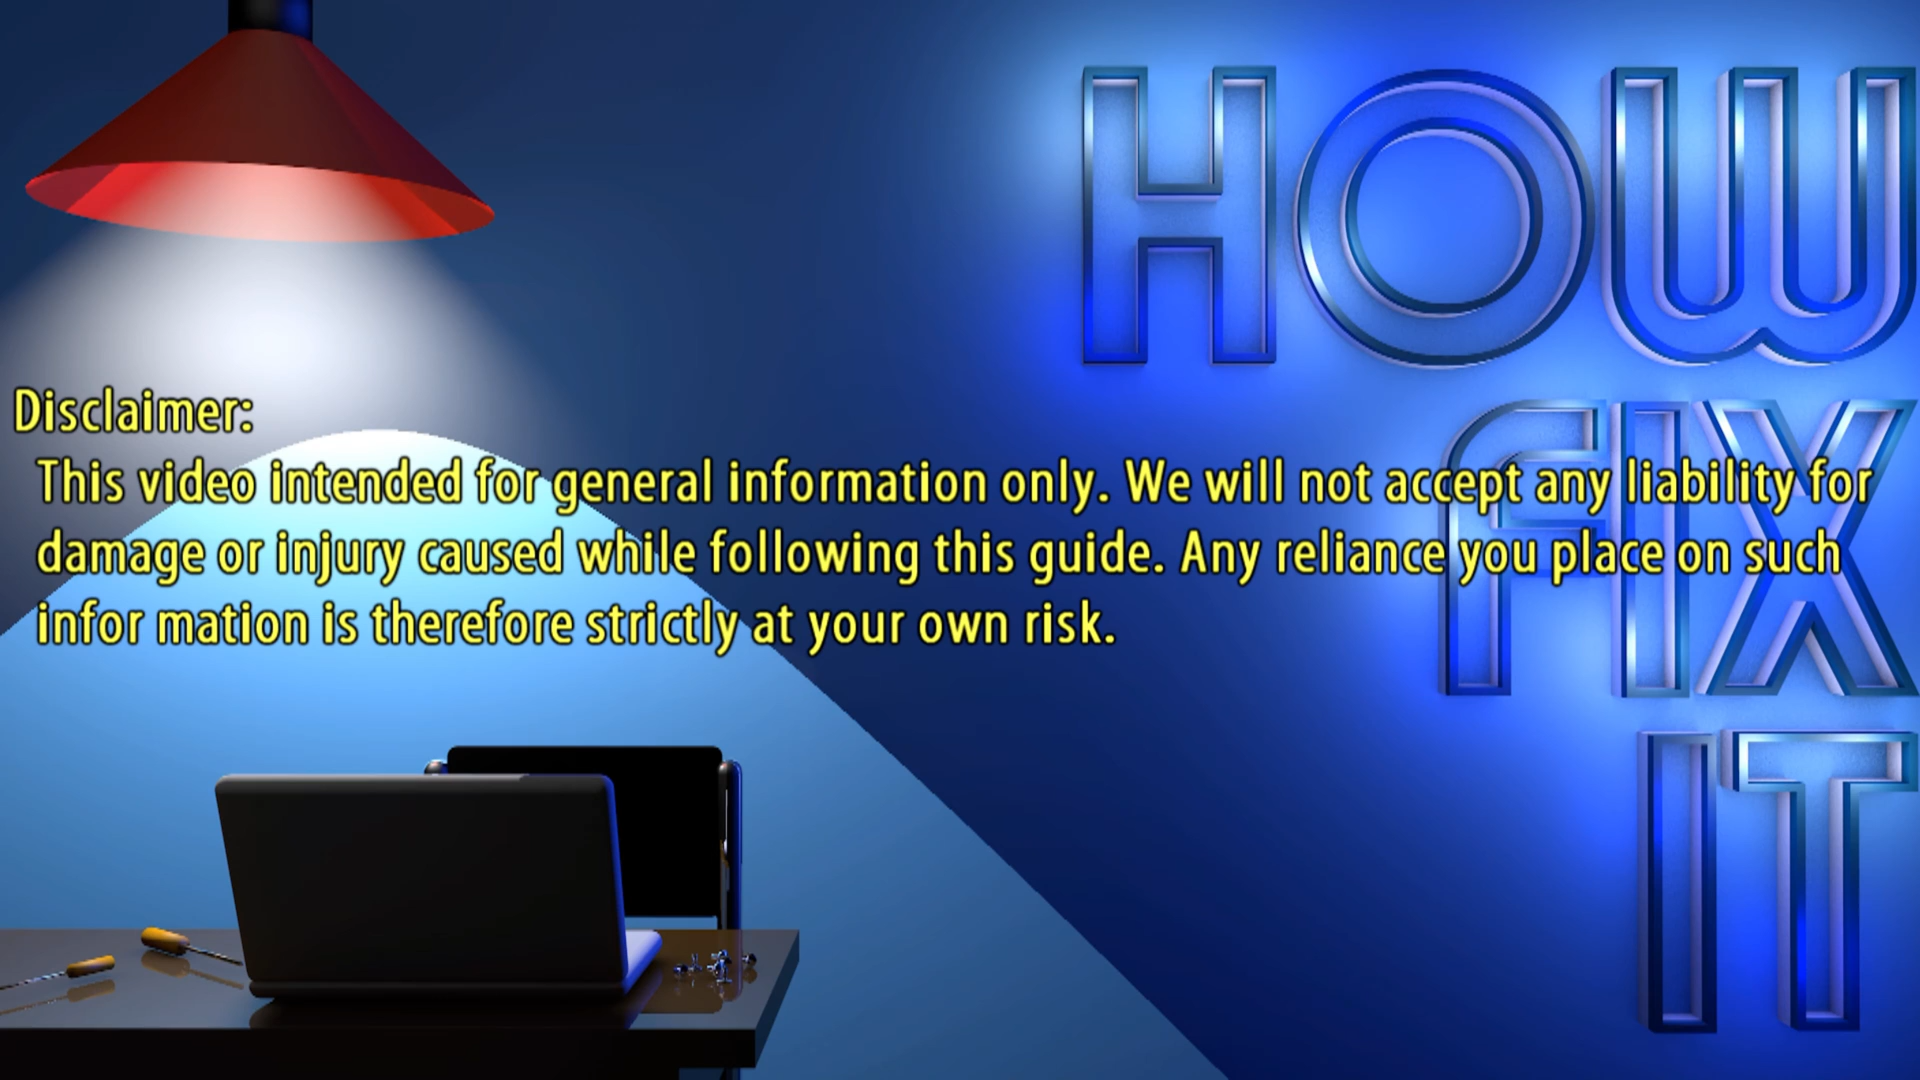 HOW
FIX
IT
Disclaimer:
This video intended for general information only. We will not accept any liability for
damage or injury caused while following this guide. Any reliance you place on such
infor mation is therefore strictly at your own risk.